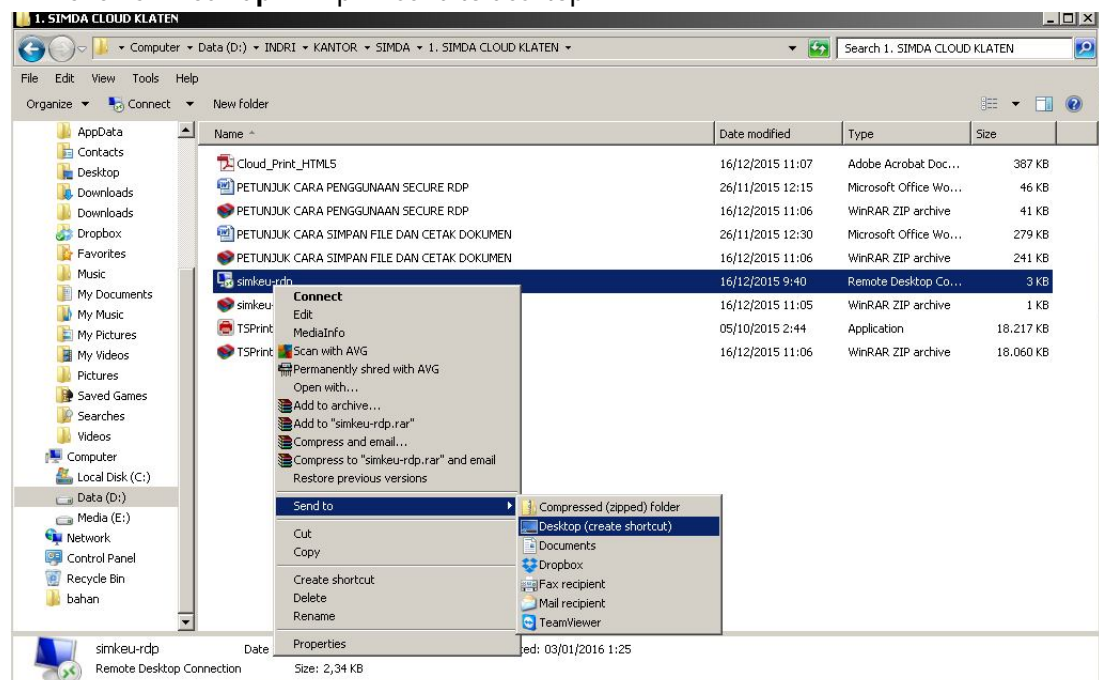 1. SIMDA CLOUD KLATEN
Computer Data (D:) INDRI KANTOR SIMDA 1. SIMDA CLOUD KLATEN Search 1. SIMDA CLOUD KLATEN
File Edit View Tools Help
Organize Connect New folder
AppData
Contacts
Desktop
Downloads
Downloads
Dropbox
Favorites
Music
My Documents
My Music
My Pictures
My Videos
Pictures
Saved Games
Searches
Videos
Computer
Local Disk (C:)
Data (D:)
Media (E:)
Network
Control Panel
Recycle Bin
bahan
Name Date modified Type Size
Cloud_Print_HTML5 16/12/2015 11:07 Adobe Acrobat Doc... 387 KB
PETUNJUK CARA PENGGUNAAN SECURE RDP 26/11/2015 12:15 Microsoft Office Wo... 46 KB
PETUNJUK CARA PENGGUNAAN SECURE RDP 16/12/2015 11:06 WinRAR ZIP archive 41 KB
PETUNJUK CARA SIMPAN FILE DAN CETAK DOKUMEN 26/11/2015 12:30 Microsoft Office Wo... 279 KB
PETUNJUK CARA SIMPAN FILE DAN CETAK DOKUMEN 16/12/2015 11:06 WinRAR ZIP archive 241 KB
simkeu-rdp 16/12/2015 9:40 Remote Desktop Co... 3 KB
simkeu- 16/12/2015 11:05 WinRAR ZIP archive 1 KB
TSPrint 05/10/2015 2:44 Application 18.217 KB
TSPrint 16/12/2015 11:06 WinRAR ZIP archive 18.060 KB
Connect
Edit
MediaInfo
Scan with AVG
Permanently shred with AVG
Open with...
Add to archive...
Add to "simkeu-rdp.rar"
Compress and email...
Compress to "simkeu-rdp.rar" and email
Restore previous versions
Send to
Cut
Copy
Create shortcut
Delete
Rename
Properties
Compressed (zipped) folder
Desktop (create shortcut)
Documents
Dropbox
Fax recipient
Mail recipient
TeamViewer
simkeu-rdp Date 03/01/2016 1:25
Remote Desktop Connection Size: 2,34 KB